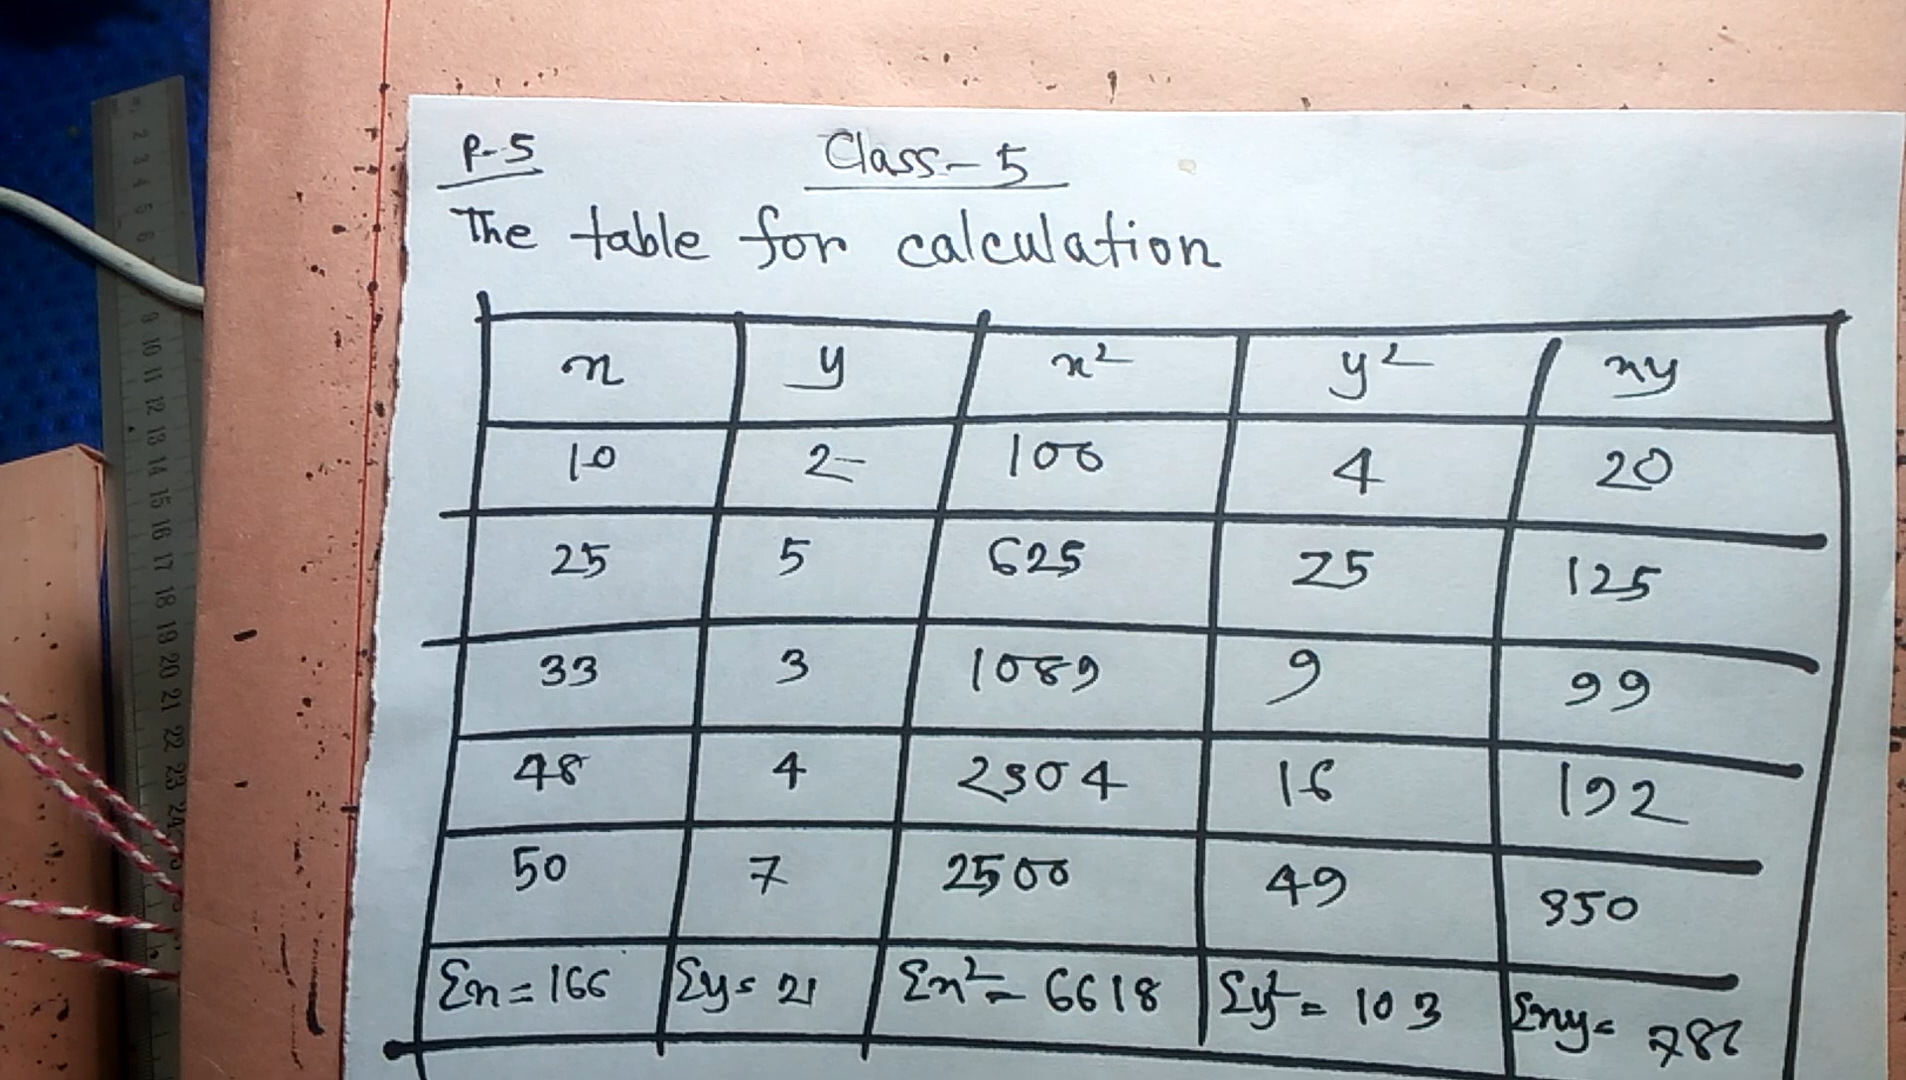 P-5 Class-5
The table for calculation
x y x² y² xy
10 2 100 4 20
25 5 625 25 125
33 3 1089 9 99
48 4 2304 16 192
50 7 2500 49 350
Σx = 166 Σy = 21 Σx² = 6618 Σy² = 103 Σxy = 786